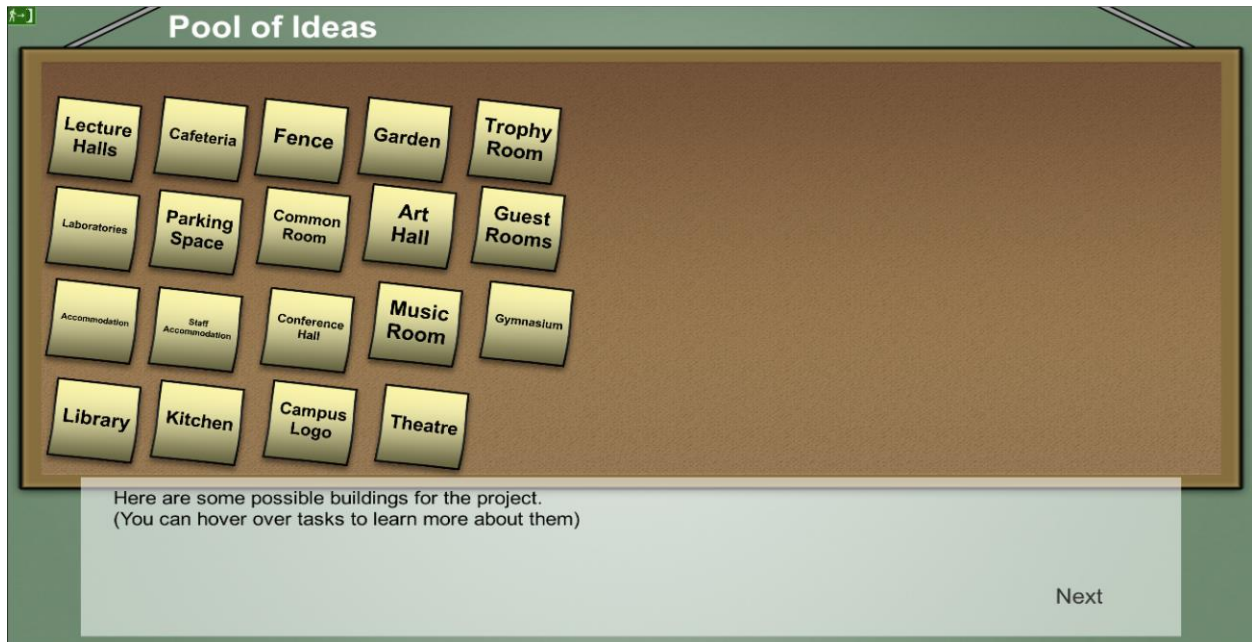 Pool of Ideas
Lecture
Halls
Cafeteria
Fence
Garden
Trophy
Room
Laboratories
Parking
Space
Common
Room
Art
Hall
Guest
Rooms
Accommodation
Staff
Accommodation
Conference
Hall
Music
Room
Gymnasium
Library
Kitchen
Campus
Logo
Theatre
Here are some possible buildings for the project.
(You can hover over tasks to learn more about them)
Next